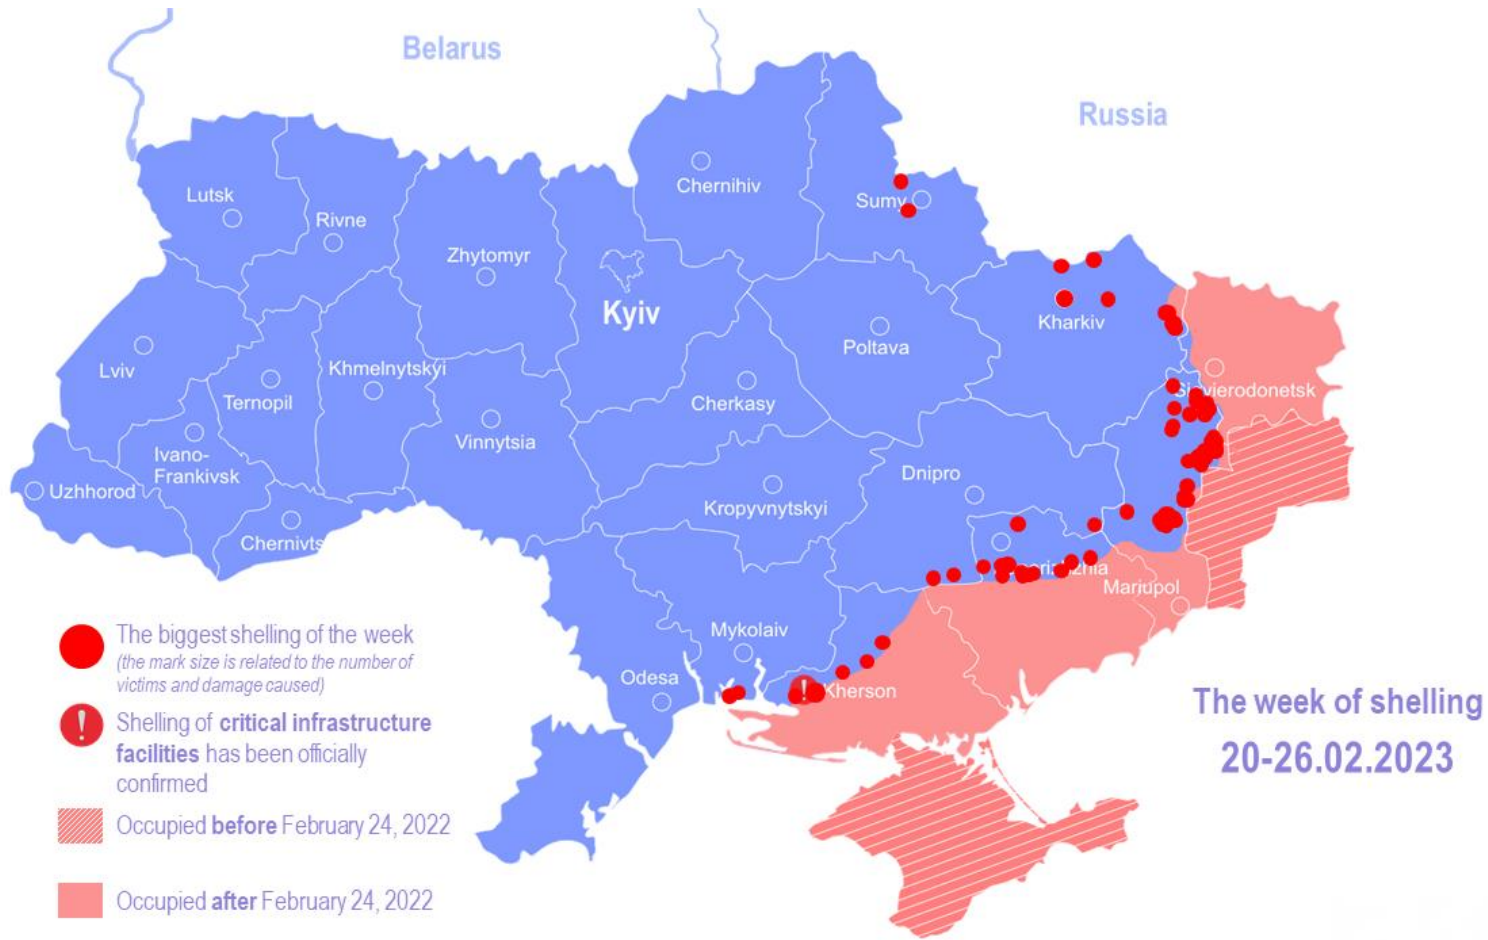 Belarus
Russia
Chernihiv
Lutsk
Sumy
Rivne
Zhytomyr
Kyiv
Kharkiv
Poltava
Lviv
Khmelnytskyi
Ternopil
Cherkasy
Vinnytsia
Ivano-
Frankivsk
Dnipro
Uzhhorod
Kropyvnytskyi
Chernivts
Mariupol
Mykolaiv
Odesa
Kherson
The biggest shelling of the week
(the mark size is related to the number of
victims and damage caused)
!
Shelling of critical infrastructure
facilities has been officially
confirmed
Occupied before February 24, 2022
Occupied after February 24, 2022
The week of shelling
20-26.02.2023